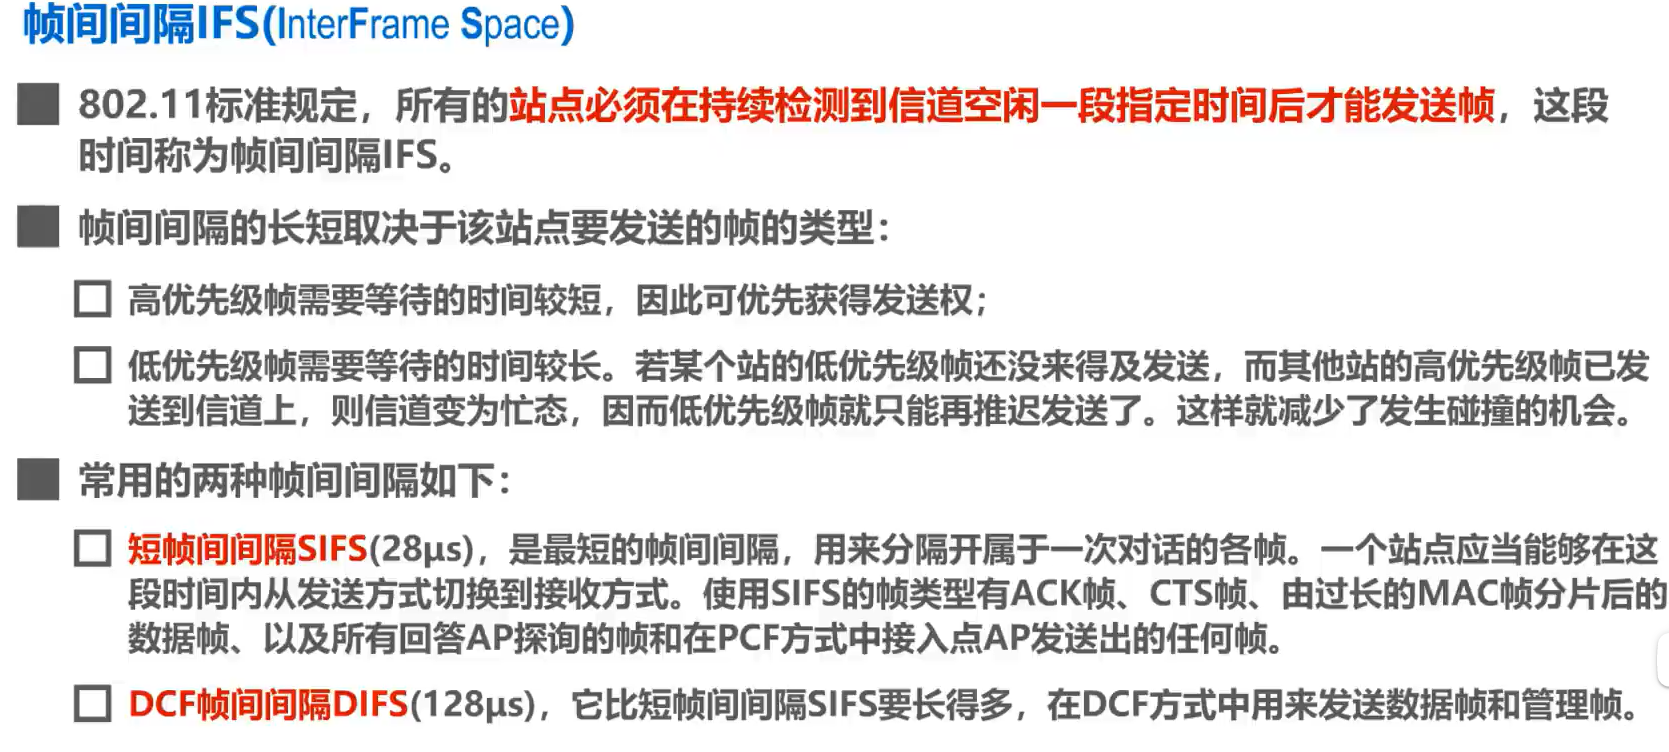 帧间间隔IFS(InterFrame Space)
802.11标准规定，所有的站点必须在持续检测到信道空闲一段指定时间后才能发送帧，这段
时间称为帧间间隔IFS。
帧间间隔的长短取决于该站点要发送的帧的类型：
高优先级帧需要等待的时间较短，因此可优先获得发送权；
低优先级帧需要等待的时间较长。若某个站的低优先级帧还没来得及发送，而其他站的高优先级帧已发
送到信道上，则信道变为忙态，因而低优先级帧就只能再推迟发送了。这样就减少了发生碰撞的机会。
常用的两种帧间间隔如下：
短帧间间隔SIFS(28μs)，是最短的帧间间隔，用来分隔开属于一次对话的各帧。一个站点应当能够在这
段时间内从发送方式切换到接收方式。使用SIFS的帧类型有ACK帧、CTS帧、由过长的MAC帧分片后的
数据帧、以及所有回答AP探询的帧和在PCF方式中接入点AP发送出的任何帧。
DCF帧间间隔DIFS(128μs)，它比短帧间间隔SIFS要长得多，在DCF方式中用来发送数据帧和管理帧。